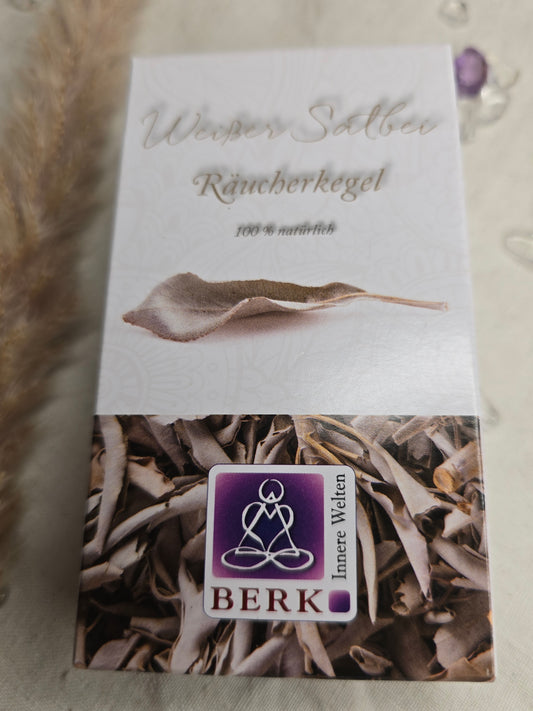 Weißer Salbei
Räucherkegel
100 % natürlich
Innere Welten
BERK